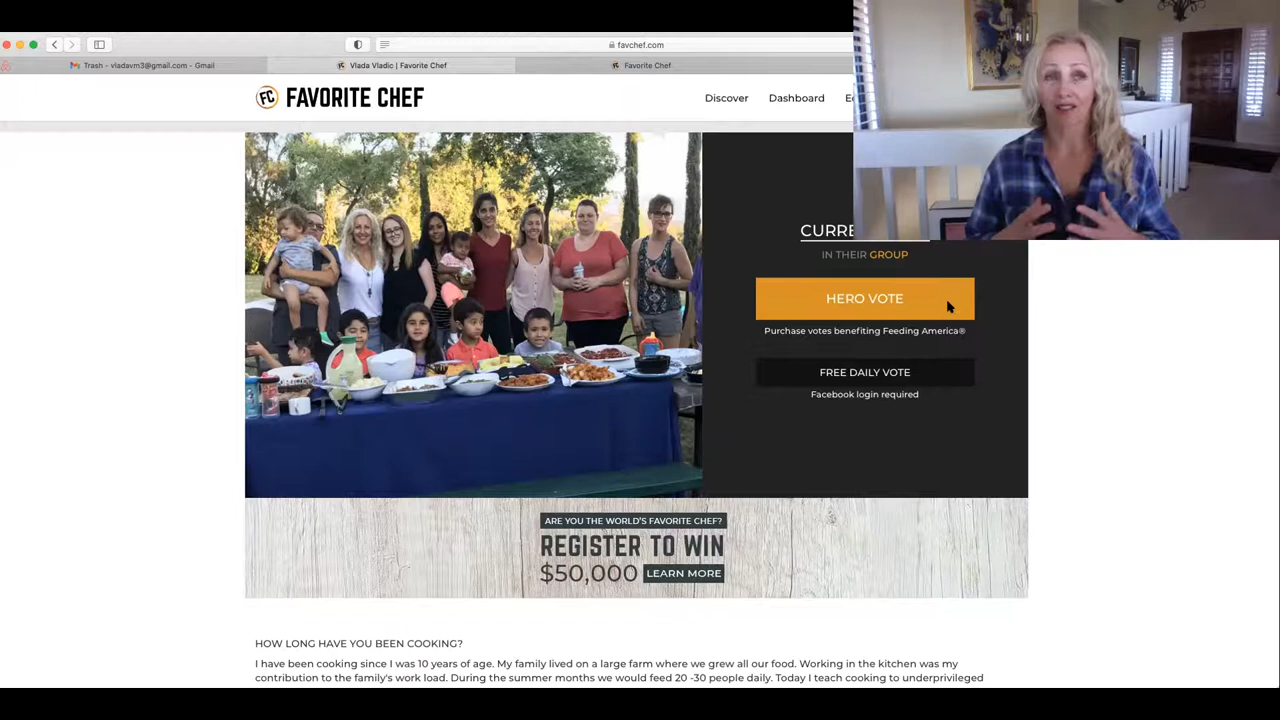 favchef.com
Trash - vladavm3@gmail.com - Gmail
Vlada Vladic | Favorite Chef
Favorite Chef
FC FAVORITE CHEF
Discover
Dashboard
IN THEIR GROUP
HERO VOTE
Purchase votes benefiting Feeding America®
FREE DAILY VOTE
Facebook login required
ARE YOU THE WORLD'S FAVORITE CHEF?
REGISTER TO WIN
$50,000 LEARN MORE
HOW LONG HAVE YOU BEEN COOKING?
I have been cooking since I was 10 years of age. My family lived on a large farm where we grew all our food. Working in the kitchen was my
contribution to the family's work load. During the summer months we would feed 20 -30 people daily. Today I teach cooking to underprivileged